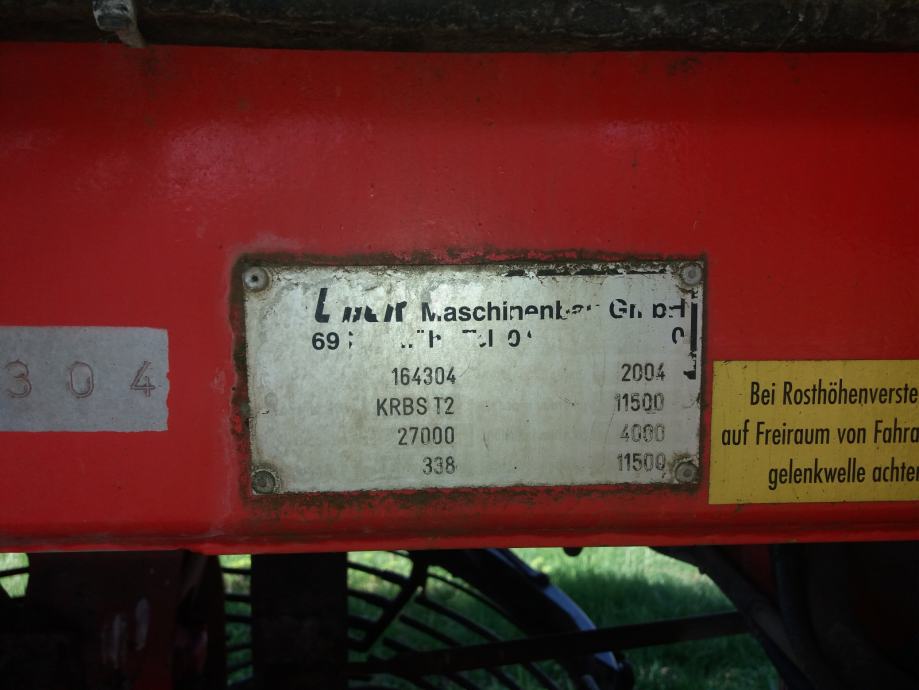 Maschinenbau GmbH
69
164304 2004
KRBS T2 11500
27000 4000
338 11500
304
Bei Rosthöhenverste
auf Freiraum von Fahra
gelenkwelle achten